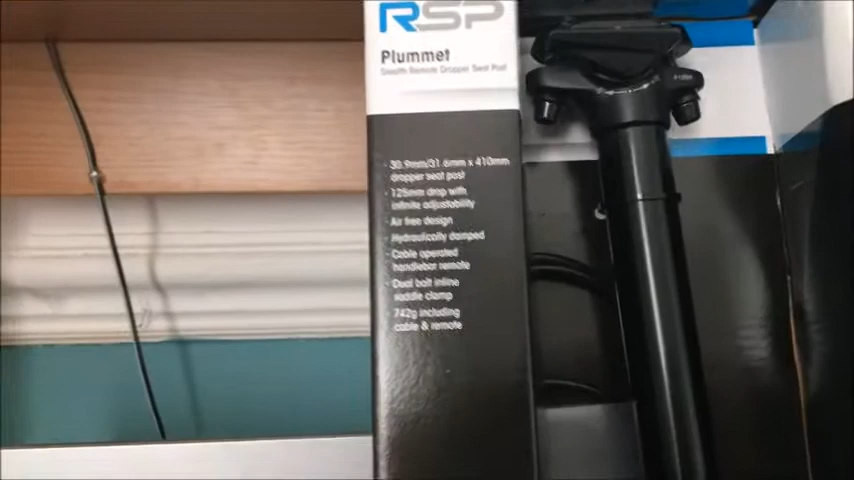 RSP
Plummet
Stealth Remote Dropper Seat Post
· 30.9mm/31.6mm x 410mm
dropper seat post
· 125mm drop with
infinite adjustability
· Air free design
· Hydraulically damped
· Cable operated
handlebar remote
· Dual bolt inline
saddle clamp
· 742g including
cable & remote